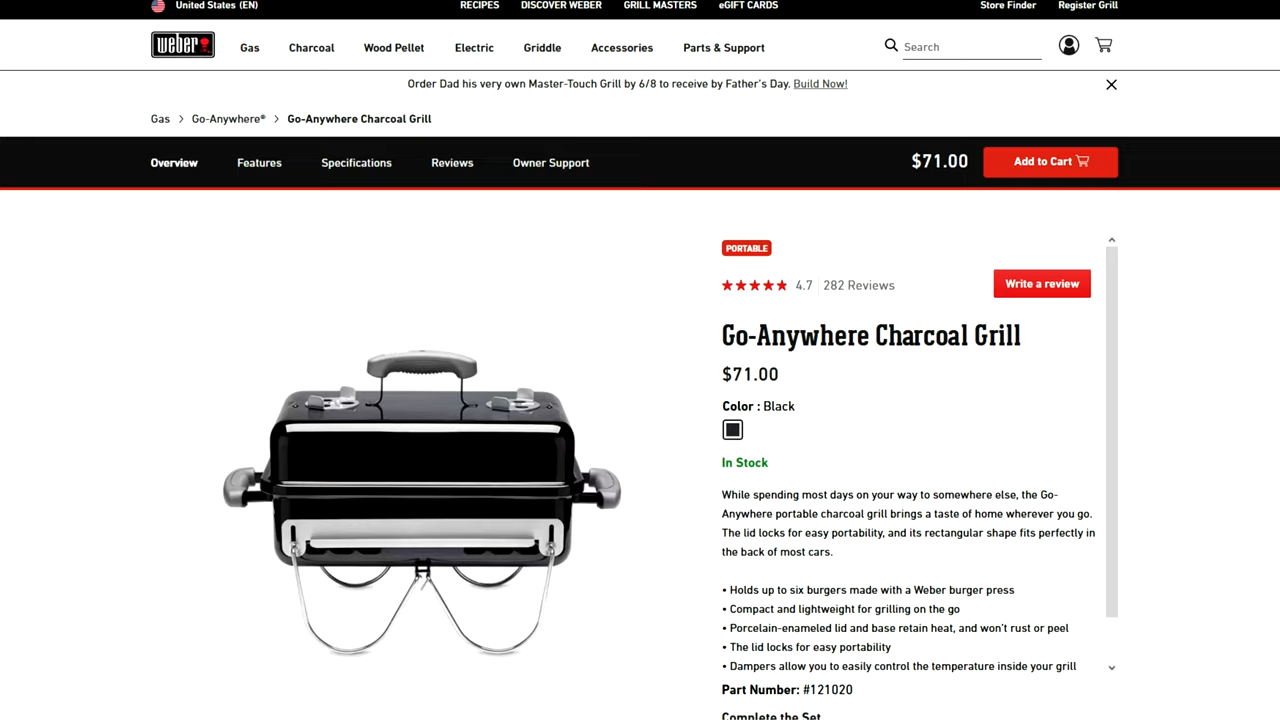 United States (EN) RECIPES DISCOVER WEBER GRILL MASTERS eGIFT CARDS Store Finder Register Grill
weber Gas Charcoal Wood Pellet Electric Griddle Accessories Parts & Support Search
Order Dad his very own Master-Touch Grill by 6/8 to receive by Father's Day. Build Now!
Gas > Go-Anywhere® > Go-Anywhere Charcoal Grill
Overview Features Specifications Reviews Owner Support $71.00 Add to Cart
PORTABLE
4.7 282 Reviews Write a review
Go-Anywhere Charcoal Grill
$71.00
Color : Black
In Stock
While spending most days on your way to somewhere else, the Go-
Anywhere portable charcoal grill brings a taste of home wherever you go.
The lid locks for easy portability, and its rectangular shape fits perfectly in
the back of most cars.
• Holds up to six burgers made with a Weber burger press
• Compact and lightweight for grilling on the go
• Porcelain-enameled lid and base retain heat, and won't rust or peel
• The lid locks for easy portability
• Dampers allow you to easily control the temperature inside your grill
Part Number: #121020
Complete the Set